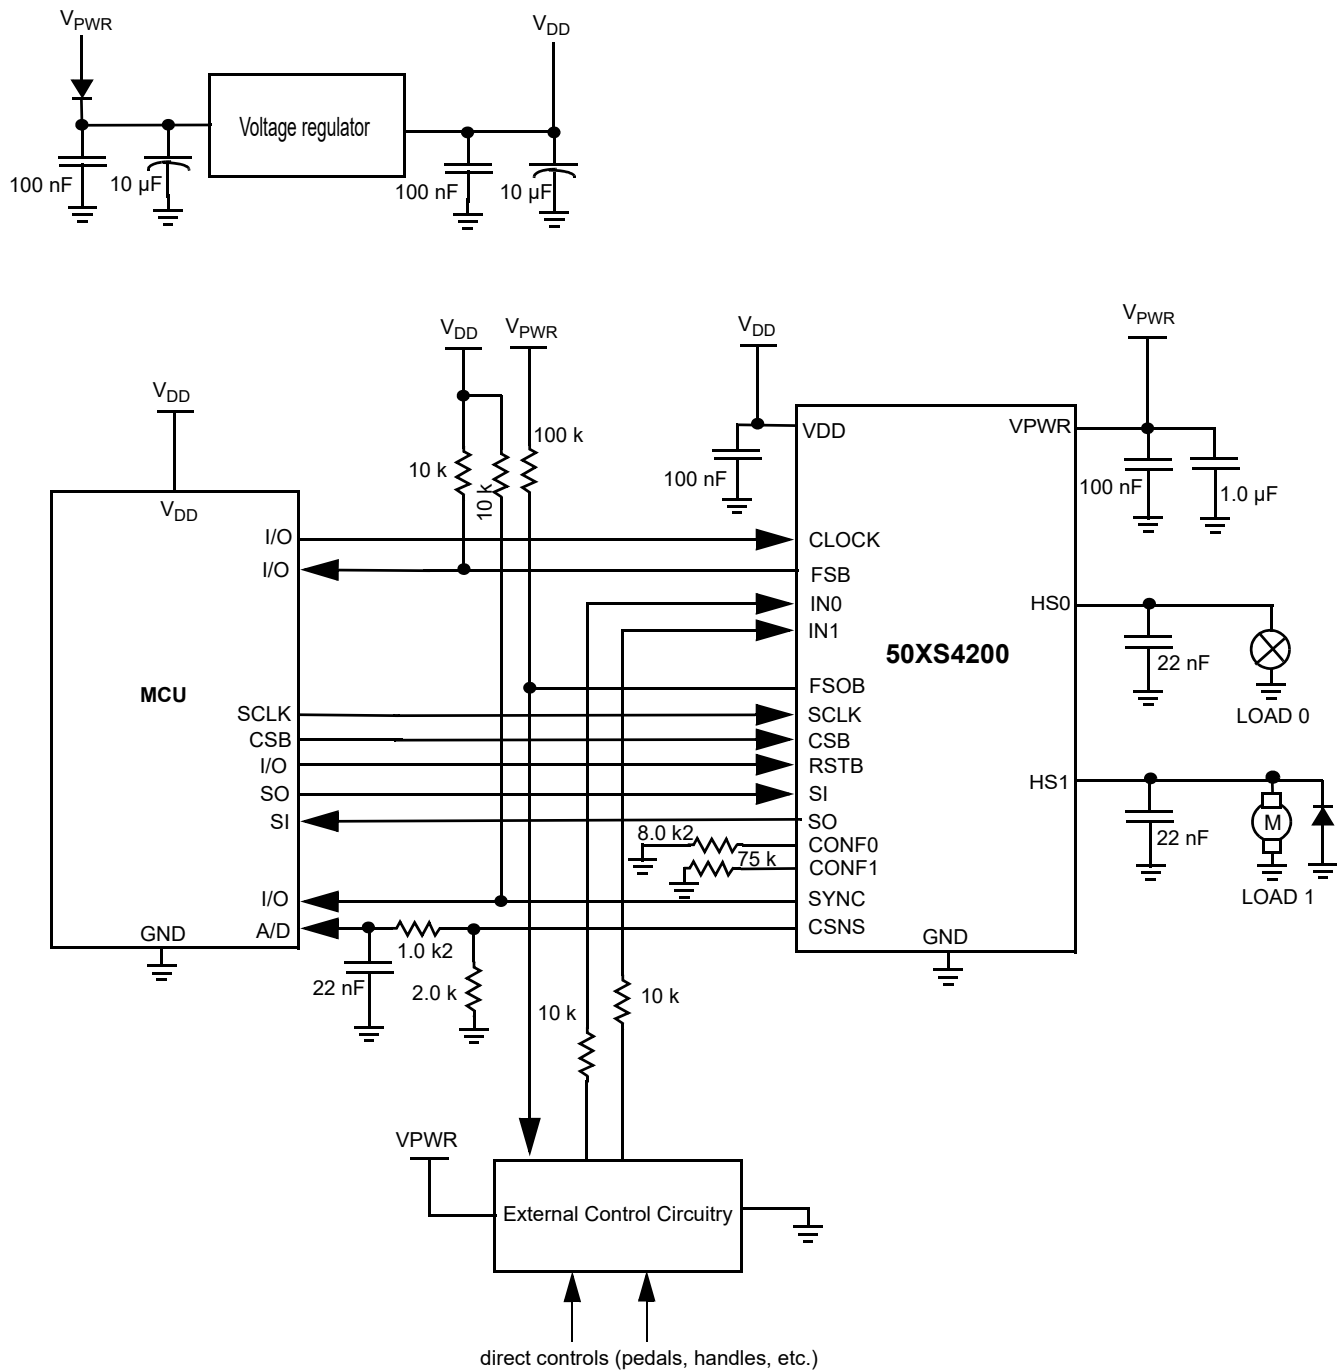 VPWR
VDD
Voltage regulator
100 nF
10 µF
100 nF
10 µF
VDD
VPWR
VDD
VPWR
VDD
100 k
10 k
10 k
VDD
VPWR
100 nF
100 nF
1.0 µF
VDD
I/O
CLOCK
I/O
FSB
IN0
HS0
IN1
50XS4200
22 nF
MCU
FSOB
SCLK
SCLK
LOAD 0
CSB
CSB
I/O
RSTB
HS1
SO
SI
SI
SO
8.0 k2
CONF0
22 nF
M
75 k
CONF1
I/O
SYNC
LOAD 1
A/D
CSNS
GND
GND
1.0 k2
22 nF
2.0 k
10 k
10 k
VPWR
External Control Circuitry
direct controls (pedals, handles, etc.)